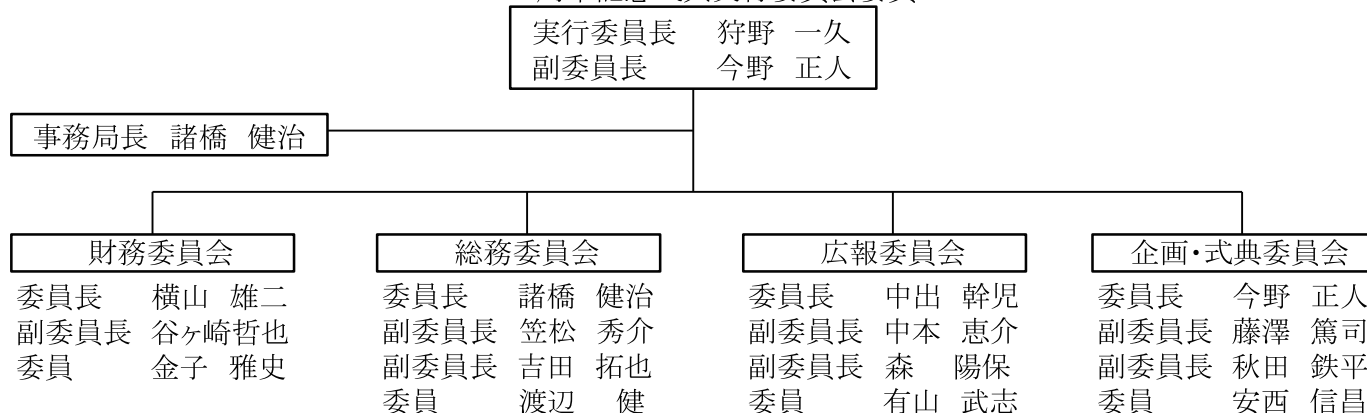 実行委員長 狩野 一久
副委員長 今野 正人
事務局長 諸橋 健治
財務委員会
委員長 横山 雄二
副委員長 谷ヶ崎哲也
委員 金子 雅史
総務委員会
委員長 諸橋 健治
副委員長 笠松 秀介
副委員長 吉田 拓也
委員 渡辺 健
広報委員会
委員長 中出 幹児
副委員長 中本 恵介
副委員長 森 陽保
委員 有山 武志
企画・式典委員会
委員長 今野 正人
副委員長 藤澤 篤司
副委員長 秋田 鉄平
委員 安西 信昌